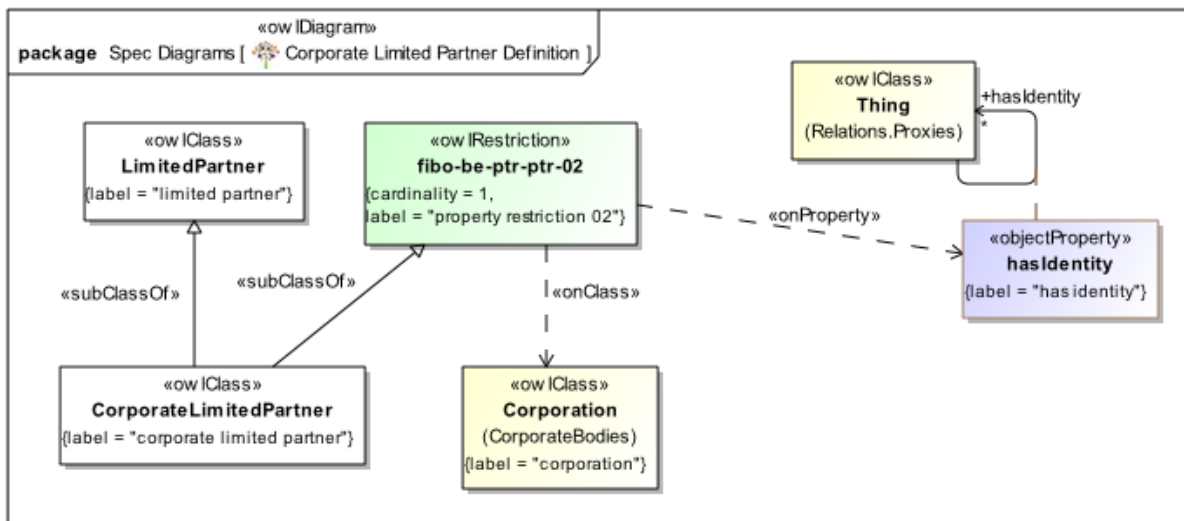 «owlDiagram»
package Spec Diagrams [ Corporate Limited Partner Definition ]
«owlClass»
Thing
(Relations.Proxies)
+hasIdentity
*
«owlClass»
LimitedPartner
{label = "limited partner"}
«owlRestriction»
fibo-be-ptr-ptr-02
{cardinality = 1,
label = "property restriction 02"}
«onProperty»
«objectProperty»
hasIdentity
{label = "has identity"}
«subClassOf»
«subClassOf»
«onClass»
«owlClass»
CorporateLimitedPartner
{label = "corporate limited partner"}
«owlClass»
Corporation
(CorporateBodies)
{label = "corporation"}